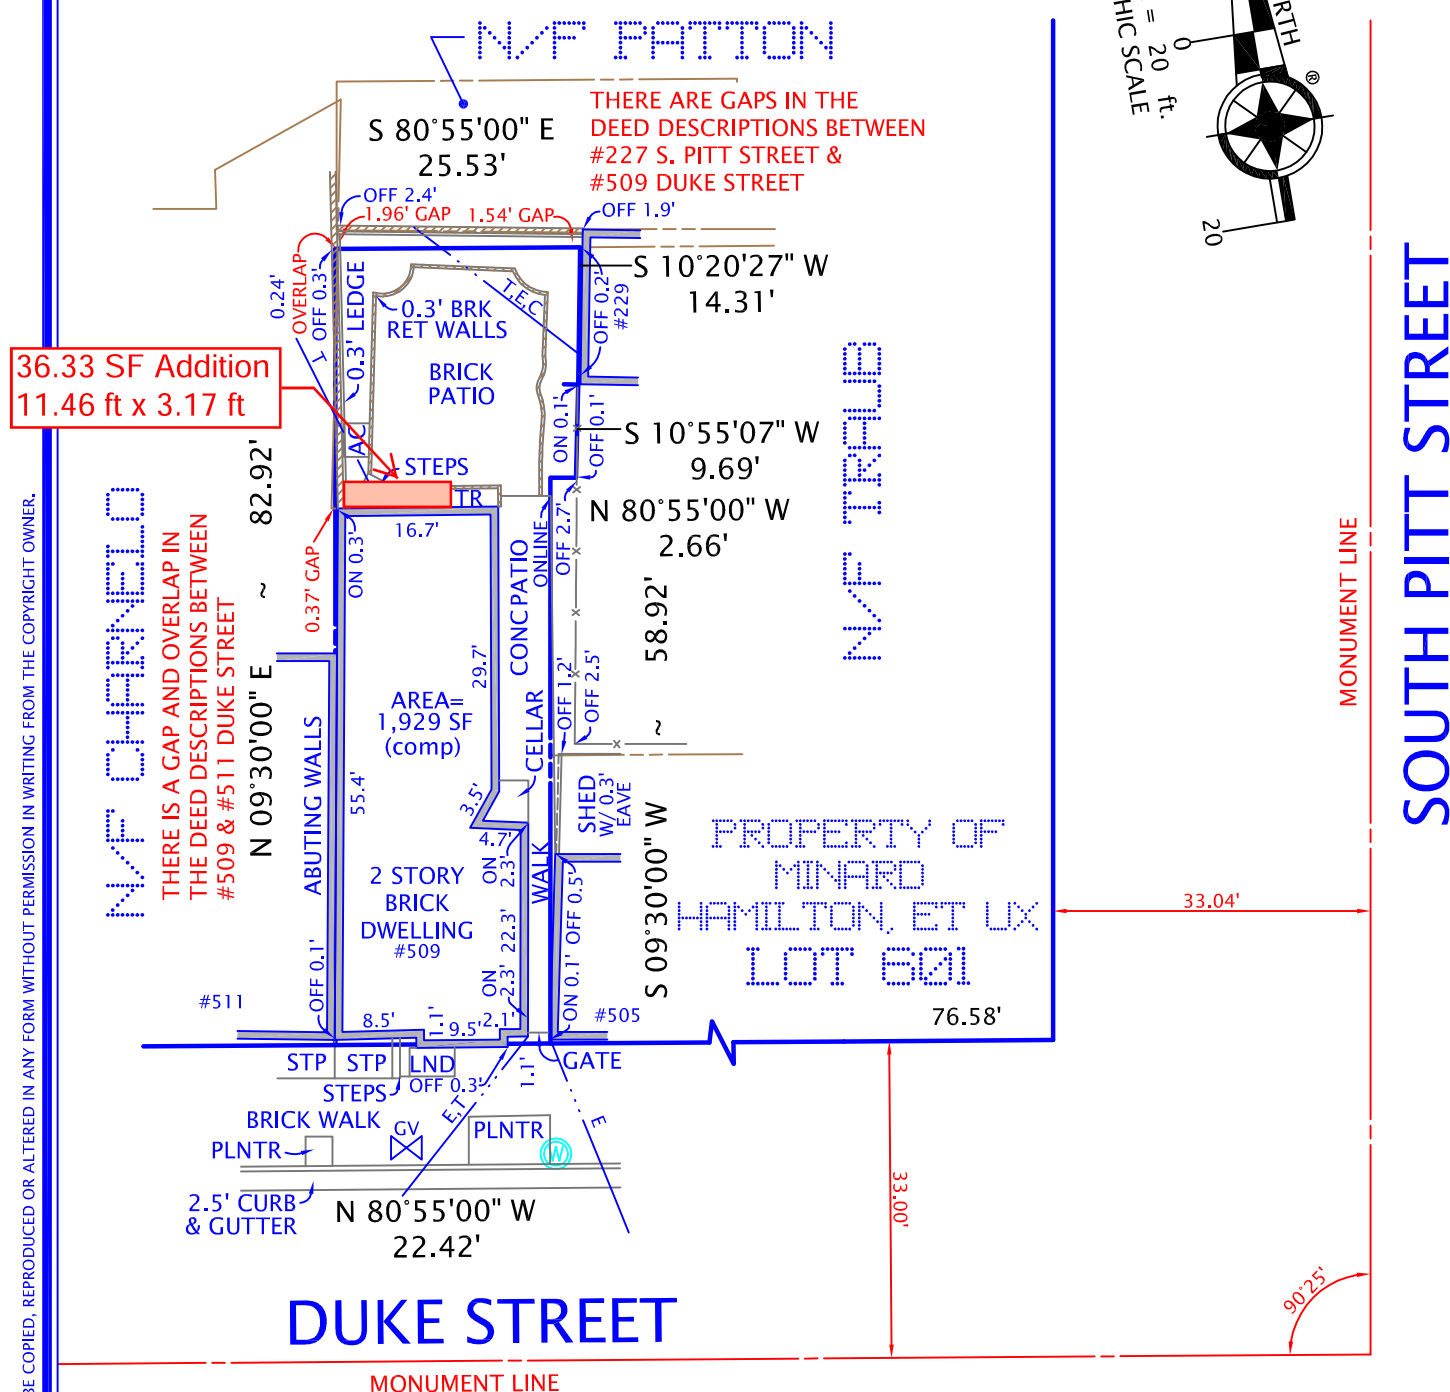 N/F PATTON
S 80°55'00" E
25.53'
THERE ARE GAPS IN THE
DEED DESCRIPTIONS BETWEEN
#227 S. PITT STREET &
#509 DUKE STREET
= 20 ft.
HIC SCALE
0
20
RTH
®
OFF 2.4'
1.96' GAP
1.54' GAP
OFF 1.9'
S 10°20'27" W
14.31'
0.24'
OVERLAP
OFF 0.3'
T
0.3' LEDGE
0.3' BRK
RET WALLS
T,E,C
OFF 0.2'
#229
BRICK
PATIO
36.33 SF Addition
11.46 ft x 3.17 ft
AC
STEPS
TR
ON 0.1'
OFF 0.1'
S 10°55'07" W
9.69'
N 80°55'00" W
2.66'
N/F TRAUB
SOUTH PITT STREET
MONUMENT LINE
BE COPIED, REPRODUCED OR ALTERED IN ANY FORM WITHOUT PERMISSION IN WRITING FROM THE COPYRIGHT OWNER.
N/F CHARNELO
THERE IS A GAP AND OVERLAP IN
THE DEED DESCRIPTIONS BETWEEN
#509 & #511 DUKE STREET
N 09°30'00" E ~ 82.92'
0.37' GAP
ON 0.3'
16.7'
ONLINE
OFF 2.7'
CONC PATIO
29.7'
AREA=
1,929 SF
(comp)
CELLAR
OFF 1.2'
OFF 2.5'
S 09°30'00" W ~ 58.92'
ABUTING WALLS
55.4'
3.5'
4.7'
SHED
W/ 0.3'
EAVE
WALK
ON
2.3'
22.3'
ON
2.3'
2 STORY
BRICK
DWELLING
#509
OFF 0.5'
ON 0.1'
PROPERTY OF
MINARD
HAMILTON, ET UX
LOT 601
33.04'
76.58'
#511
OFF 0.1'
8.5'
1.1'
9.5'
2.1'
#505
STP
STP
LND
GATE
STEPS
OFF 0.3'
1.1'
BRICK WALK
E,T
E
PLNTR
GV
PLNTR
W
2.5' CURB
& GUTTER
N 80°55'00" W
22.42'
33.00'
90°25'
DUKE STREET
MONUMENT LINE